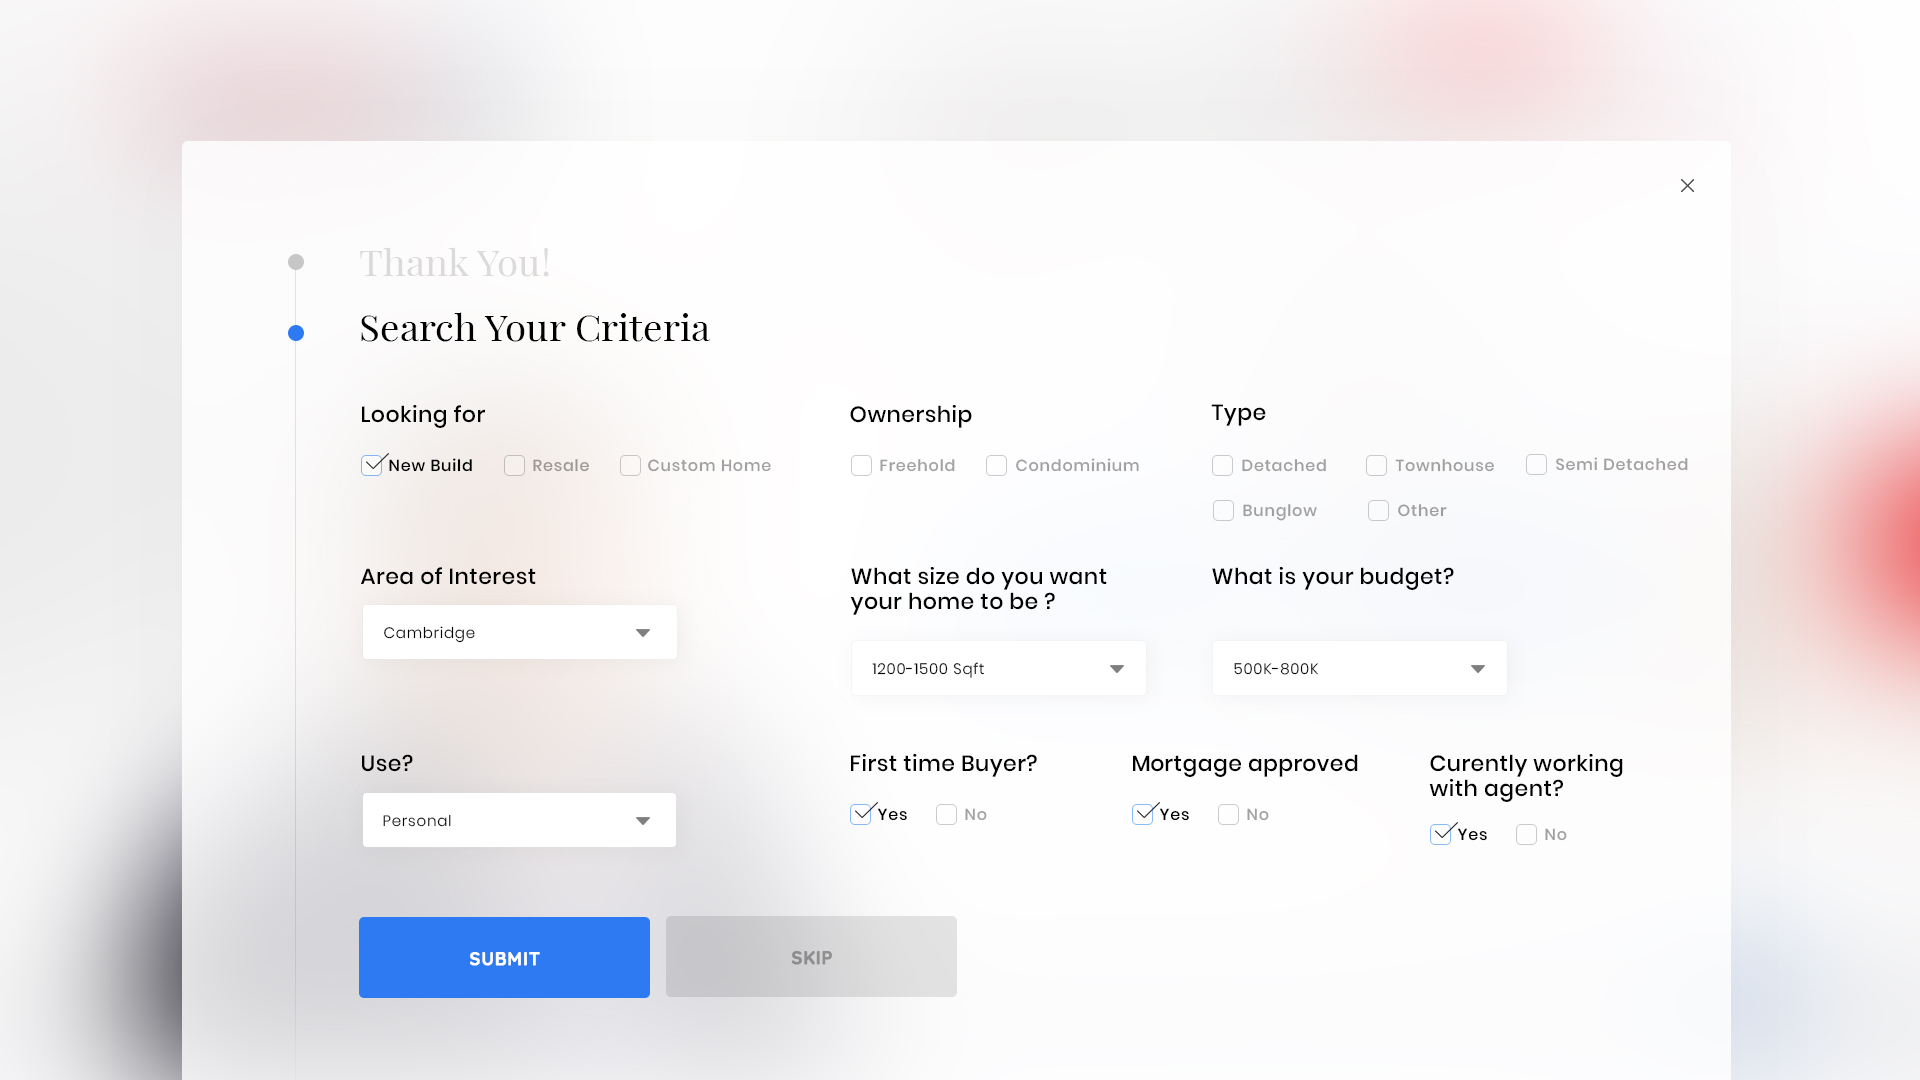 Thank You!
Search Your Criteria
Looking for
New Build
Resale
Custom Home
Ownership
Freehold
Condominium
Type
Detached
Townhouse
Semi Detached
Bunglow
Other
Area of Interest
Cambridge
What size do you want
your home to be ?
1200-1500 Sqft
What is your budget?
500K-800K
Use?
Personal
First time Buyer?
Yes
No
Mortgage approved
Yes
No
Curently working
with agent?
Yes
No
SUBMIT
SKIP